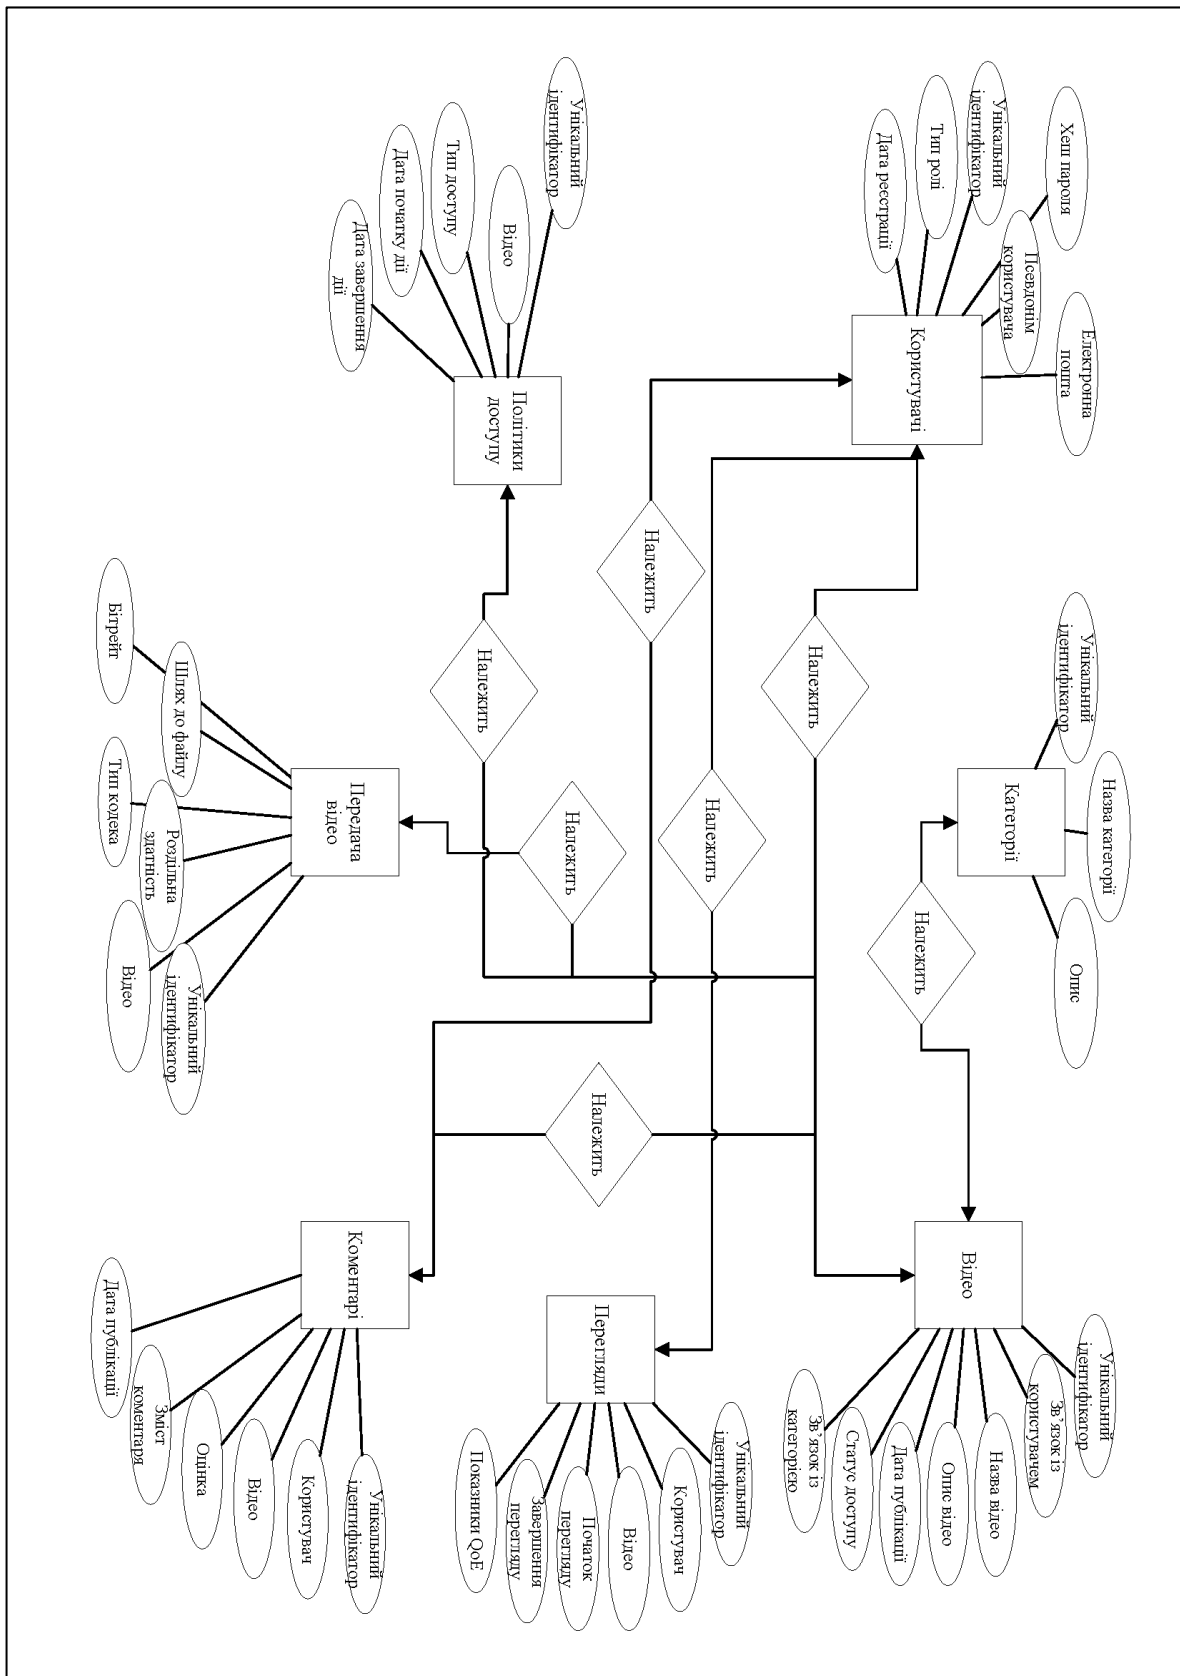 Електронна
пошта
Хеш пароля
Псевдонім
користувача
Унікальний
ідентифікатор
Тип ролі
Дата реєстрації
Користувачі
Унікальний
ідентифікатор
Назва категорії
Опис
Категорії
Належить
Належить
Унікальний
ідентифікатор
Зв’язок із
користувачем
Назва відео
Опис відео
Дата публікації
Статус доступу
Зв’язок із
категорією
Відео
Належить
Належить
Належить
Належить
Унікальний
ідентифікатор
Користувач
Відео
Початок
перегляду
Завершення
перегляду
Показники QoE
Перегляди
Унікальний
ідентифікатор
Відео
Тип доступу
Дата початку дії
Дата завершення
дії
Політики
доступу
Належить
Передача
відео
Бітрейт
Шлях до файлу
Тип кодека
Роздільна
здатність
Відео
Унікальний
ідентифікатор
Коментарі
Унікальний
ідентифікатор
Користувач
Відео
Оцінка
Зміст
коментаря
Дата публікації